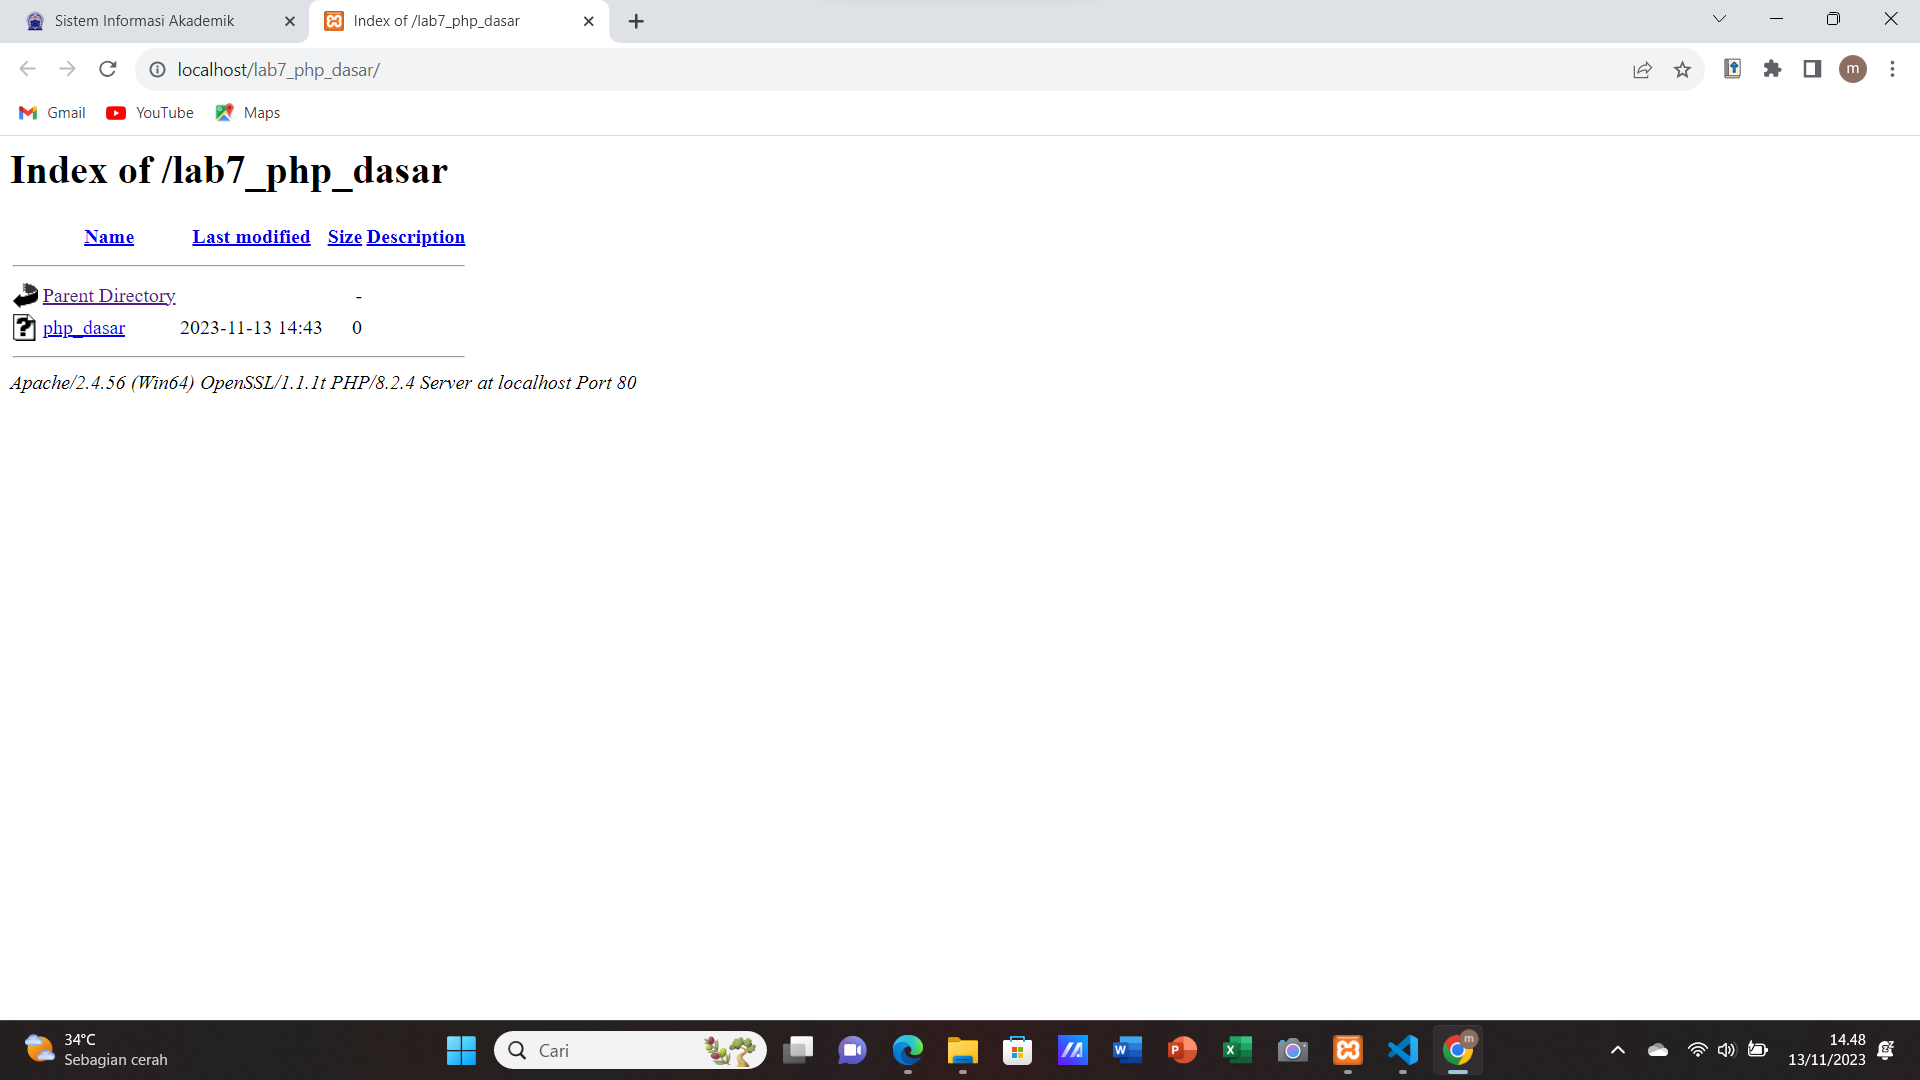 Sistem Informasi Akademik
Index of /lab7_php_dasar
localhost/lab7_php_dasar/
m
Gmail
YouTube
Maps
Index of /lab7_php_dasar
Name Last modified Size Description
Parent Directory -
php_dasar 2023-11-13 14:43 0
Apache/2.4.56 (Win64) OpenSSL/1.1.1t PHP/8.2.4 Server at localhost Port 80
34°C
Sebagian cerah
Cari
14.48
13/11/2023